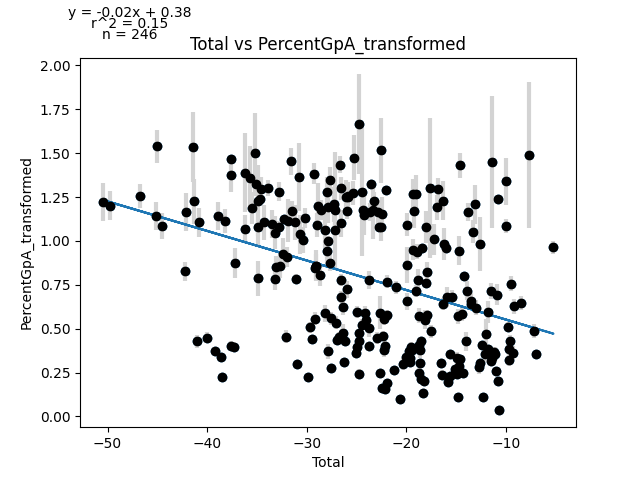 y = -0.02x + 0.38
r^2 = 0.15
n = 246
Total vs PercentGpA_transformed
2.00
1.75
1.50
1.25
1.00
0.75
0.50
0.25
0.00
PercentGpA_transformed
−50
−40
−30
−20
−10
Total